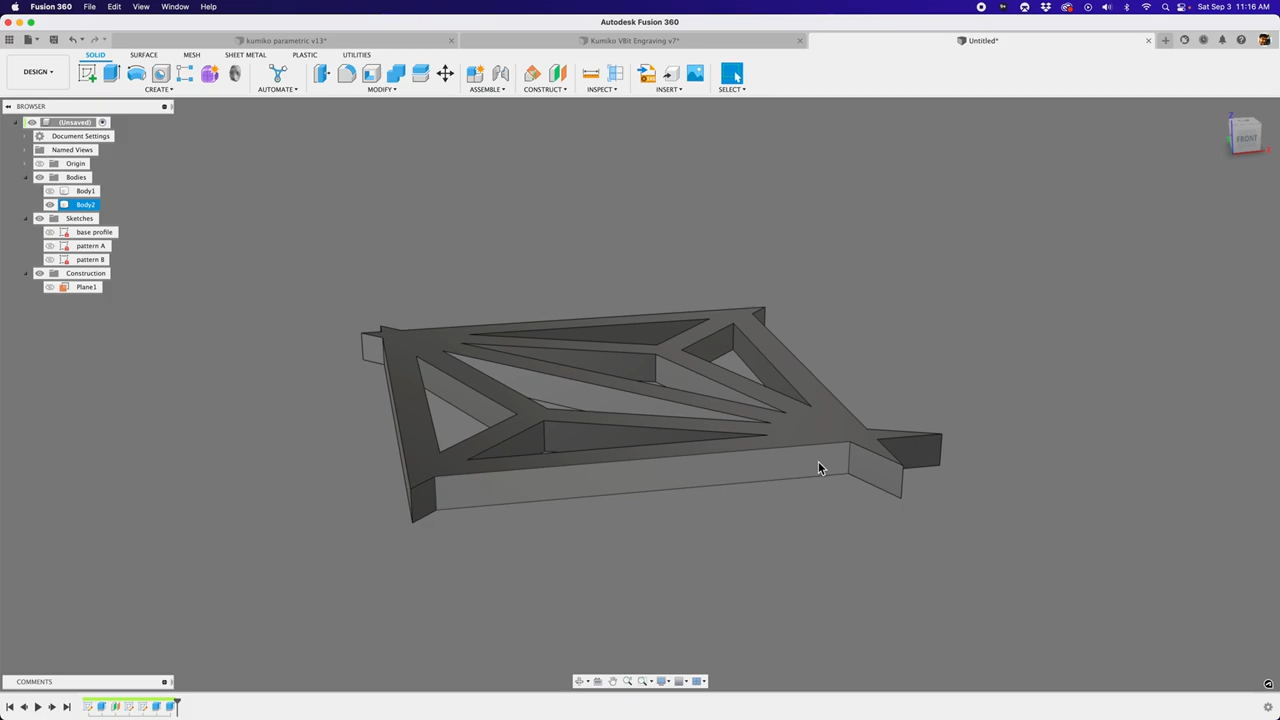 Fusion 360 File Edit View Window Help Sat Sep 3 11:16 AM
Autodesk Fusion 360
kumiko parametric v13* Kumiko VBit Engraving v7* Untitled*
SOLID SURFACE MESH SHEET METAL PLASTIC UTILITIES
DESIGN
CREATE AUTOMATE MODIFY ASSEMBLE CONSTRUCT INSPECT INSERT SELECT
BROWSER
(Unsaved)
Document Settings
Named Views
Origin
Bodies
Body1
Body2
Sketches
base profile
pattern A
pattern B
Construction
Plane1
Z
FRONT
X
COMMENTS